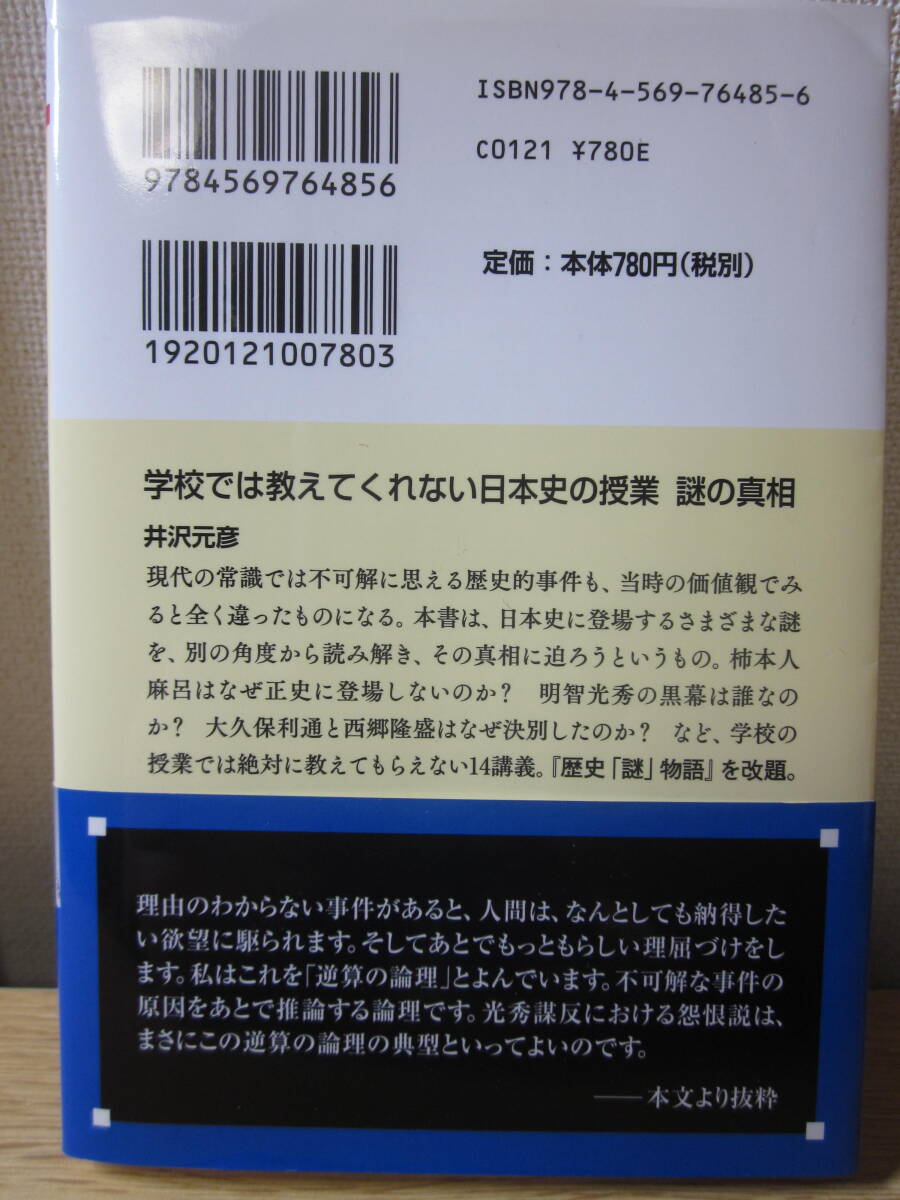 ISBN978-4-569-76485-6
9784569764856
C0121 ¥780E
定価：本体780円（税別）
1920121007803
学校では教えてくれない日本史の授業 謎の真相
井沢元彦
現代の常識では不可解に思える歴史的事件も、当時の価値観でみ
ると全く違ったものになる。本書は、日本史に登場するさまざまな謎
を、別の角度から読み解き、その真相に迫ろうというもの。柿本人
麻呂はなぜ正史に登場しないのか？　明智光秀の黒幕は誰なの
か？　大久保利通と西郷隆盛はなぜ決別したのか？　など、学校の
授業では絶対に教えてもらえない14講義。『歴史「謎」物語』を改題。
理由のわからない事件があると、人間は、なんとしても納得した
い欲望に駆られます。そしてあとでもっともらしい理屈づけをし
ます。私はこれを「逆算の論理」とよんでいます。不可解な事件の
原因をあとで推論する論理です。光秀謀反における怨恨説は、
まさにこの逆算の論理の典型といってよいのです。
――本文より抜粋